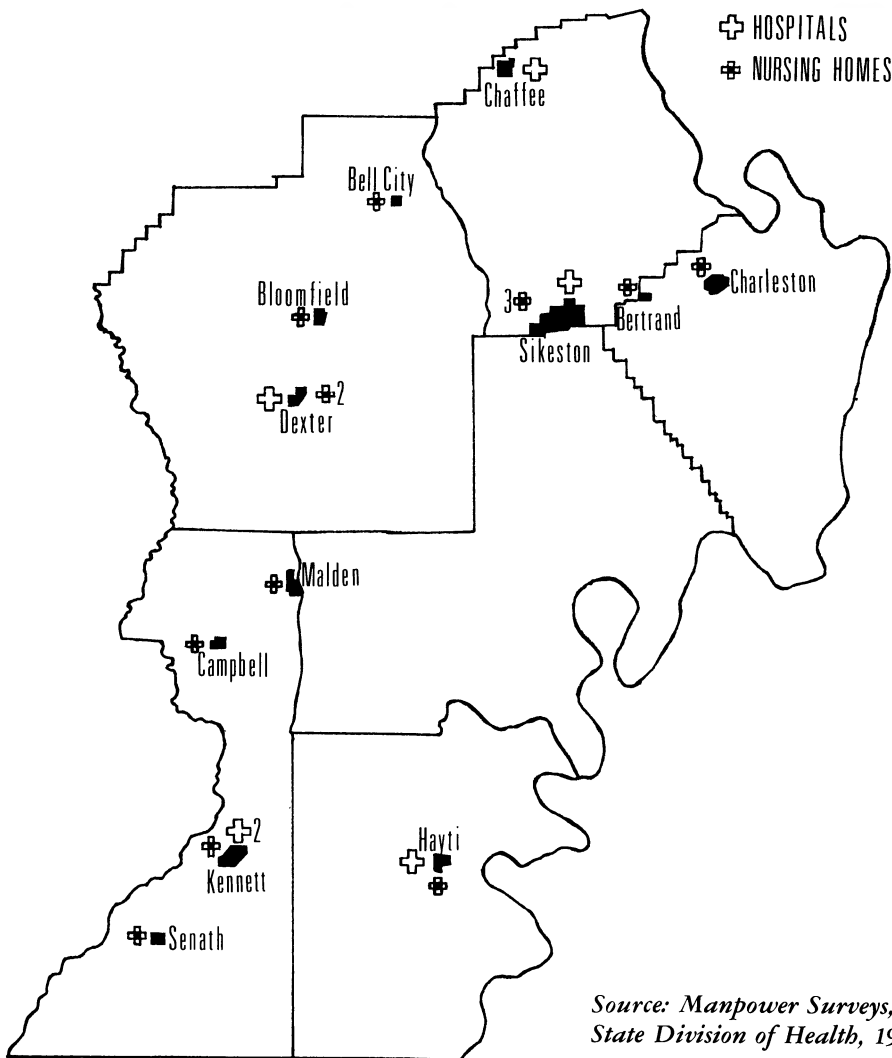 HOSPITALS
NURSING HOMES
Chaffee
Bell City
Charleston
Bloomfield
3
Bertrand
Sikeston
2
Dexter
Malden
Campbell
2
Hayti
Kennett
Senath
Source: Manpower Surveys,
State Division of Health,